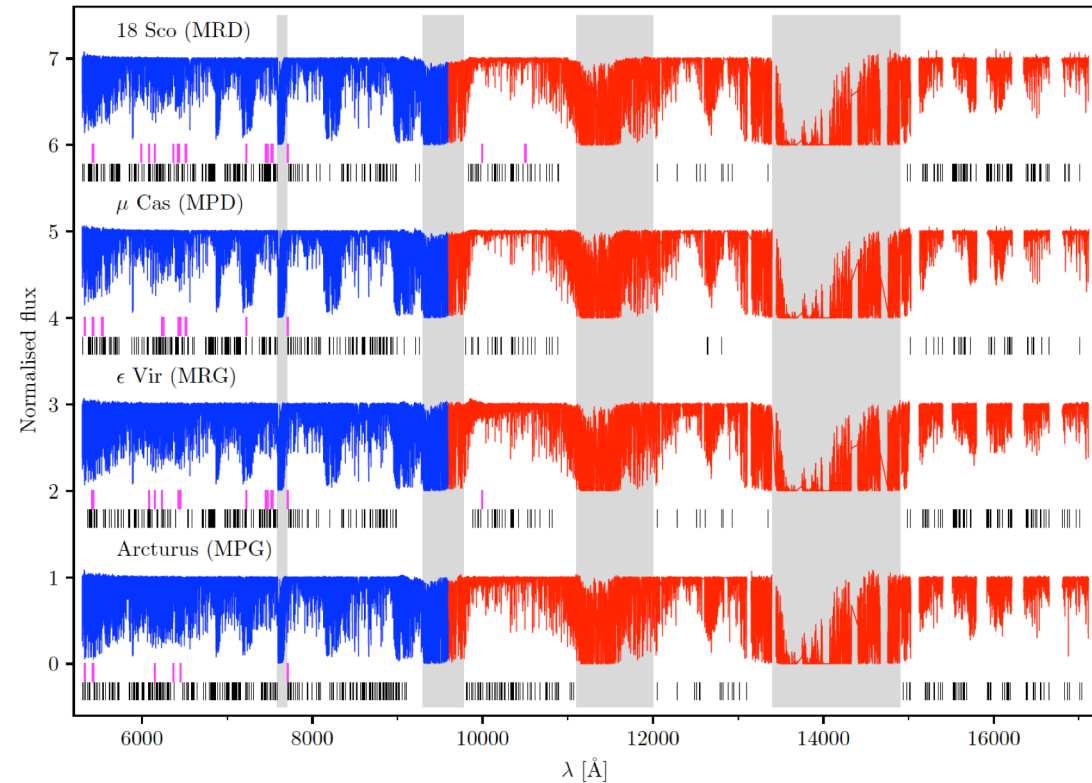 18 Sco (MRD)
7
6
μ Cas (MPD)
5
4
ϵ Vir (MRG)
3
2
Arcturus (MPG)
1
0
Normalised flux
6000 8000 10000 12000 14000 16000
λ [Å]